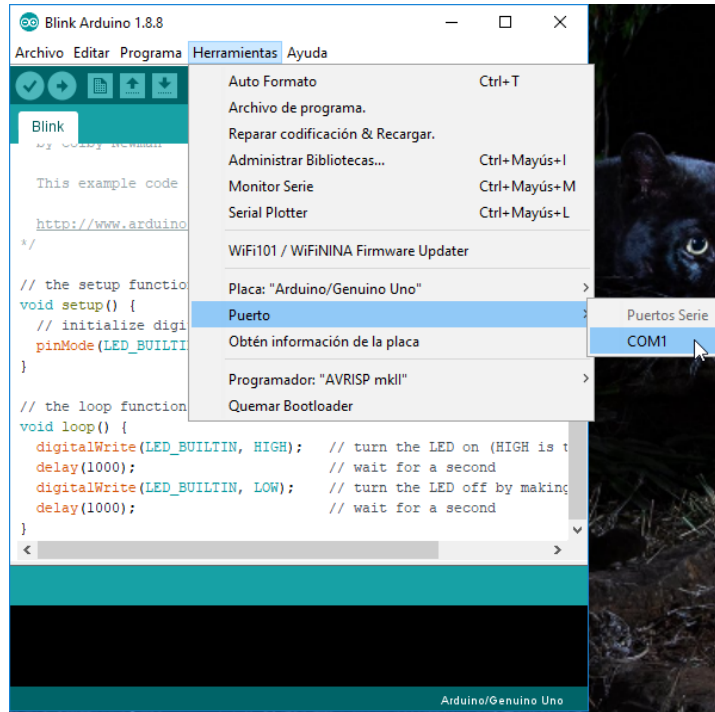 Blink Arduino 1.8.8
Archivo Editar Programa Herramientas Ayuda
Blink
by Colby Newman
This example code
http://www.arduino
*/
// the setup functio
void setup() {
// initialize digi
pinMode(LED_BUILTI
}
// the loop function
void loop() {
digitalWrite(LED_BUILTIN, HIGH);   // turn the LED on (HIGH is t
delay(1000);                       // wait for a second
digitalWrite(LED_BUILTIN, LOW);    // turn the LED off by making
delay(1000);                       // wait for a second
}
Auto Formato Ctrl+T
Archivo de programa.
Reparar codificación & Recargar.
Administrar Bibliotecas... Ctrl+Mayús+I
Monitor Serie Ctrl+Mayús+M
Serial Plotter Ctrl+Mayús+L
WiFi101 / WiFiNINA Firmware Updater
Placa: "Arduino/Genuino Uno"
Puerto
Obtén información de la placa
Programador: "AVRISP mkII"
Quemar Bootloader
Puertos Serie
COM1
Arduino/Genuino Uno